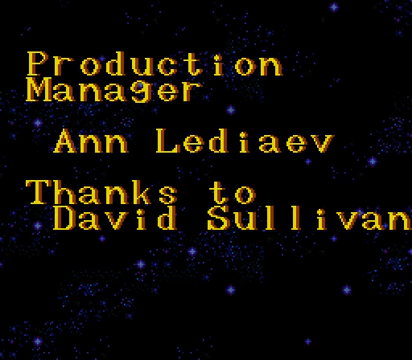 Production
Manager
Ann Lediaev
Thanks to
David Sullivan